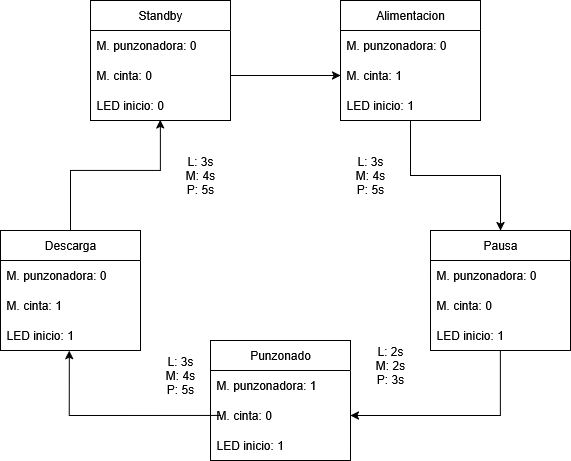 Standby
M. punzonadora: 0
M. cinta: 0
LED inicio: 0
Alimentacion
M. punzonadora: 0
M. cinta: 1
LED inicio: 1
L: 3s
M: 4s
P: 5s
L: 3s
M: 4s
P: 5s
Descarga
M. punzonadora: 0
M. cinta: 1
LED inicio: 1
Pausa
M. punzonadora: 0
M. cinta: 0
LED inicio: 1
L: 3s
M: 4s
P: 5s
Punzonado
M. punzonadora: 1
M. cinta: 0
LED inicio: 1
L: 2s
M: 2s
P: 3s